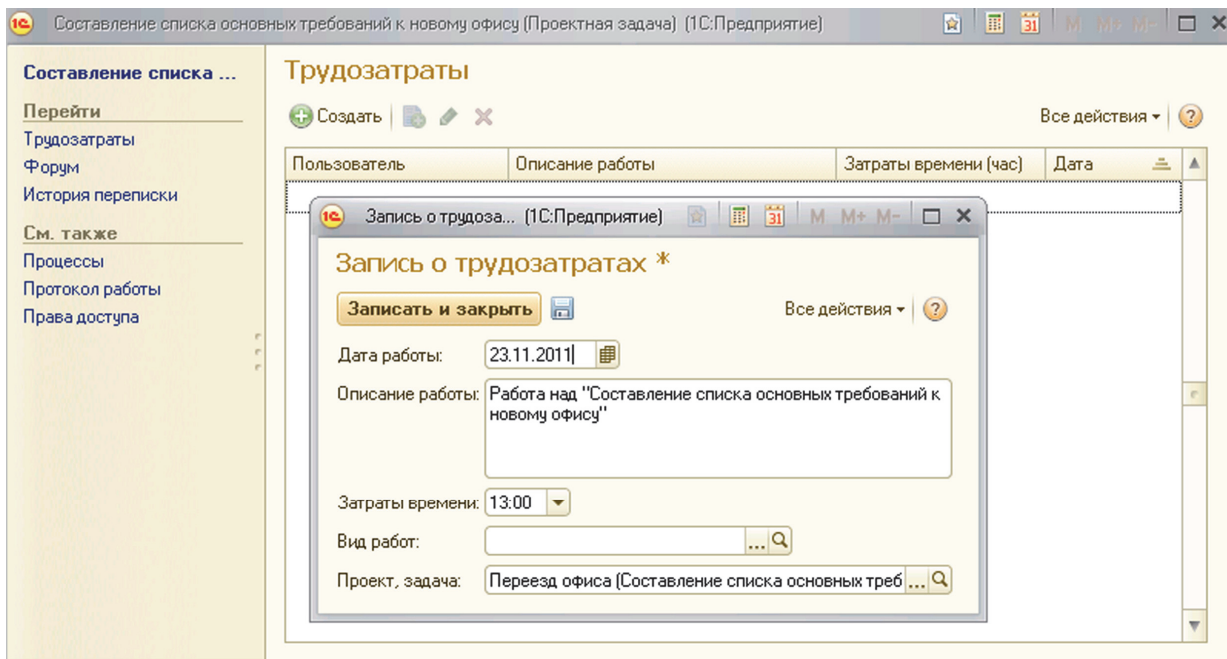 Составление списка основных требований к новому офису (Проектная задача) (1С:Предприятие)
31 M M+ M-
Составление списка ...
Перейти
Трудозатраты
Форум
История переписки
См. также
Процессы
Протокол работы
Права доступа
Трудозатраты
Создать
Все действия
?
Пользователь Описание работы Затраты времени (час) Дата
Запись о трудоза... (1С:Предприятие) 31 M M+ M-
Запись о трудозатратах *
Записать и закрыть Все действия ?
Дата работы: 23.11.2011
Описание работы: Работа над "Составление списка основных требований к
новому офису"
Затраты времени: 13:00
Вид работ: ...
Проект, задача: Переезд офиса (Составление списка основных треб ...